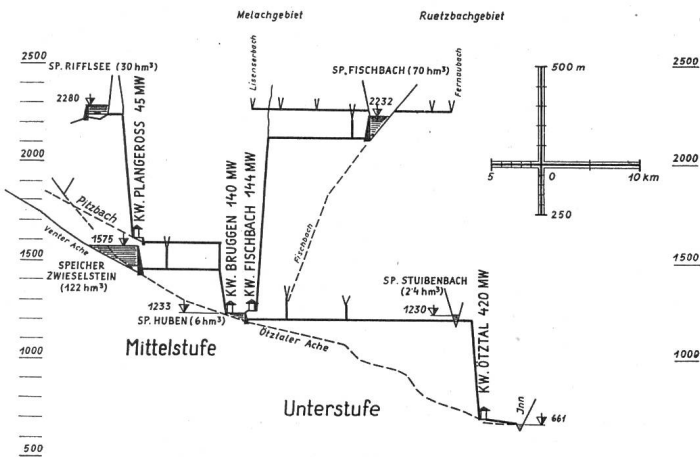 Melachgebiet
Ruetzbachgebiet
2500
2000
1500
1000
500
SP. RIFFLSEE (30 hm³)
2280
KW. PLANGEROSS 45 MW
Lisenserbach
SP. FISCHBACH (70 hm³)
2232
Fernaubach
500 m
5
0
10 km
250
2500
2000
1500
1000
Pitzbach
Venter Ache
1575
SPEICHER
ZWIESELSTEIN
(122 hm³)
KW. BRUGGEN 140 MW
KW. FISCHBACH 144 MW
Fischbach
1233
SP. HUBEN (6 hm³)
Ötztaler Ache
SP. STUIBENBACH
(2·4 hm³)
1230
KW. ÖTZTAL 420 MW
Mittelstufe
Unterstufe
Inn
661